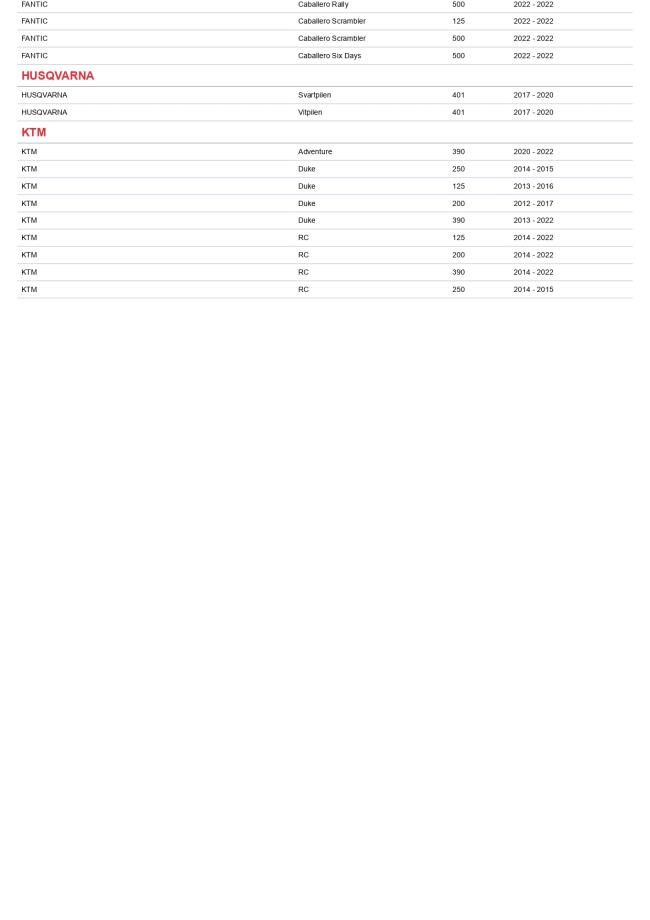 FANTIC Caballero Rally 500 2022 - 2022
FANTIC Caballero Scrambler 125 2022 - 2022
FANTIC Caballero Scrambler 500 2022 - 2022
FANTIC Caballero Six Days 500 2022 - 2022
HUSQVARNA
HUSQVARNA Svartpilen 401 2017 - 2020
HUSQVARNA Vitpilen 401 2017 - 2020
KTM
KTM Adventure 390 2020 - 2022
KTM Duke 250 2014 - 2015
KTM Duke 125 2013 - 2016
KTM Duke 200 2012 - 2017
KTM Duke 390 2013 - 2022
KTM RC 125 2014 - 2022
KTM RC 200 2014 - 2022
KTM RC 390 2014 - 2022
KTM RC 250 2014 - 2015